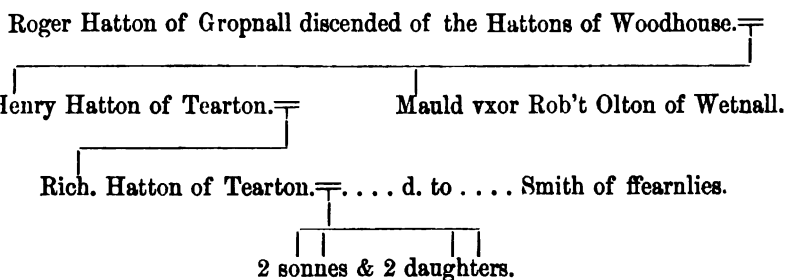 Roger Hatton of Gropnall discended of the Hattons of Woodhouse.
Henry Hatton of Tearton. Mauld vxor Rob't Olton of Wetnall.
Rich. Hatton of Tearton. . . . . d. to . . . . Smith of ffearnlies.
2 sonnes & 2 daughters.